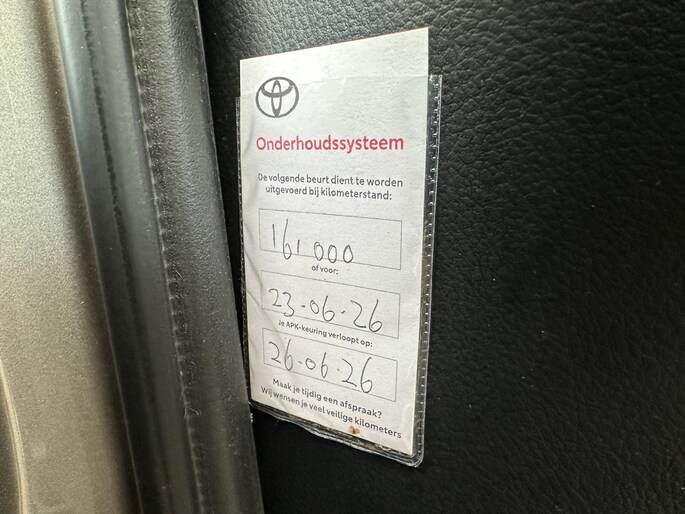 Onderhoudssysteem
De volgende beurt dient te worden
uitgevoerd bij kilometerstand:
161 000
of voor:
23-06-26
Je APK-keuring verloopt op:
26-06-26
Maak je tijdig een afspraak?
Wij wensen je veel veilige kilometers